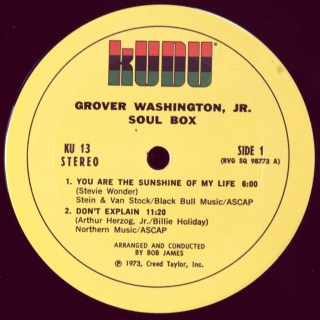 KUDU
GROVER WASHINGTON, JR.
SOUL BOX
KU 13
STEREO
SIDE 1
(RVG SQ 98773 A)
1. YOU ARE THE SUNSHINE OF MY LIFE 6:00
(Stevie Wonder)
Stein & Van Stock/Black Bull Music/ASCAP
2. DON'T EXPLAIN 11:20
(Arthur Herzog, Jr./Billie Holiday)
Northern Music/ASCAP
ARRANGED AND CONDUCTED
BY BOB JAMES
℗ 1973, Creed Taylor, Inc.